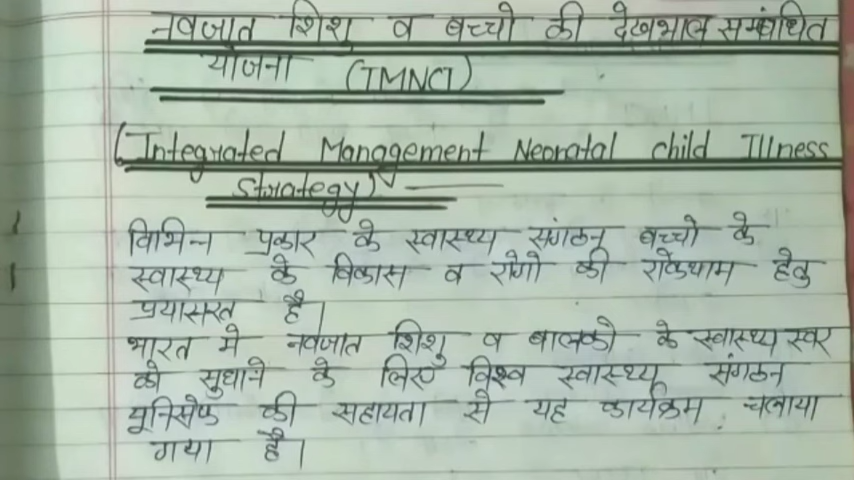 नवजात शिशु व बच्चो की देखभाल सम्बंधित
योजना (IMNCI)
(Integrated Management Neonatal child Illness
Strategy)
विभिन्न प्रकार के स्वास्थ्य संगठन बच्चो के
स्वास्थ्य के विकास व रोगो की रोकथाम हेतु
प्रयासरत है।
भारत मे नवजात शिशु व बालको के स्वास्थ्य स्तर
को सुधाने के लिए विश्व स्वास्थ्य संगठन
यूनिसेफ की सहायता से यह कार्यक्रम चलाया
गया है।